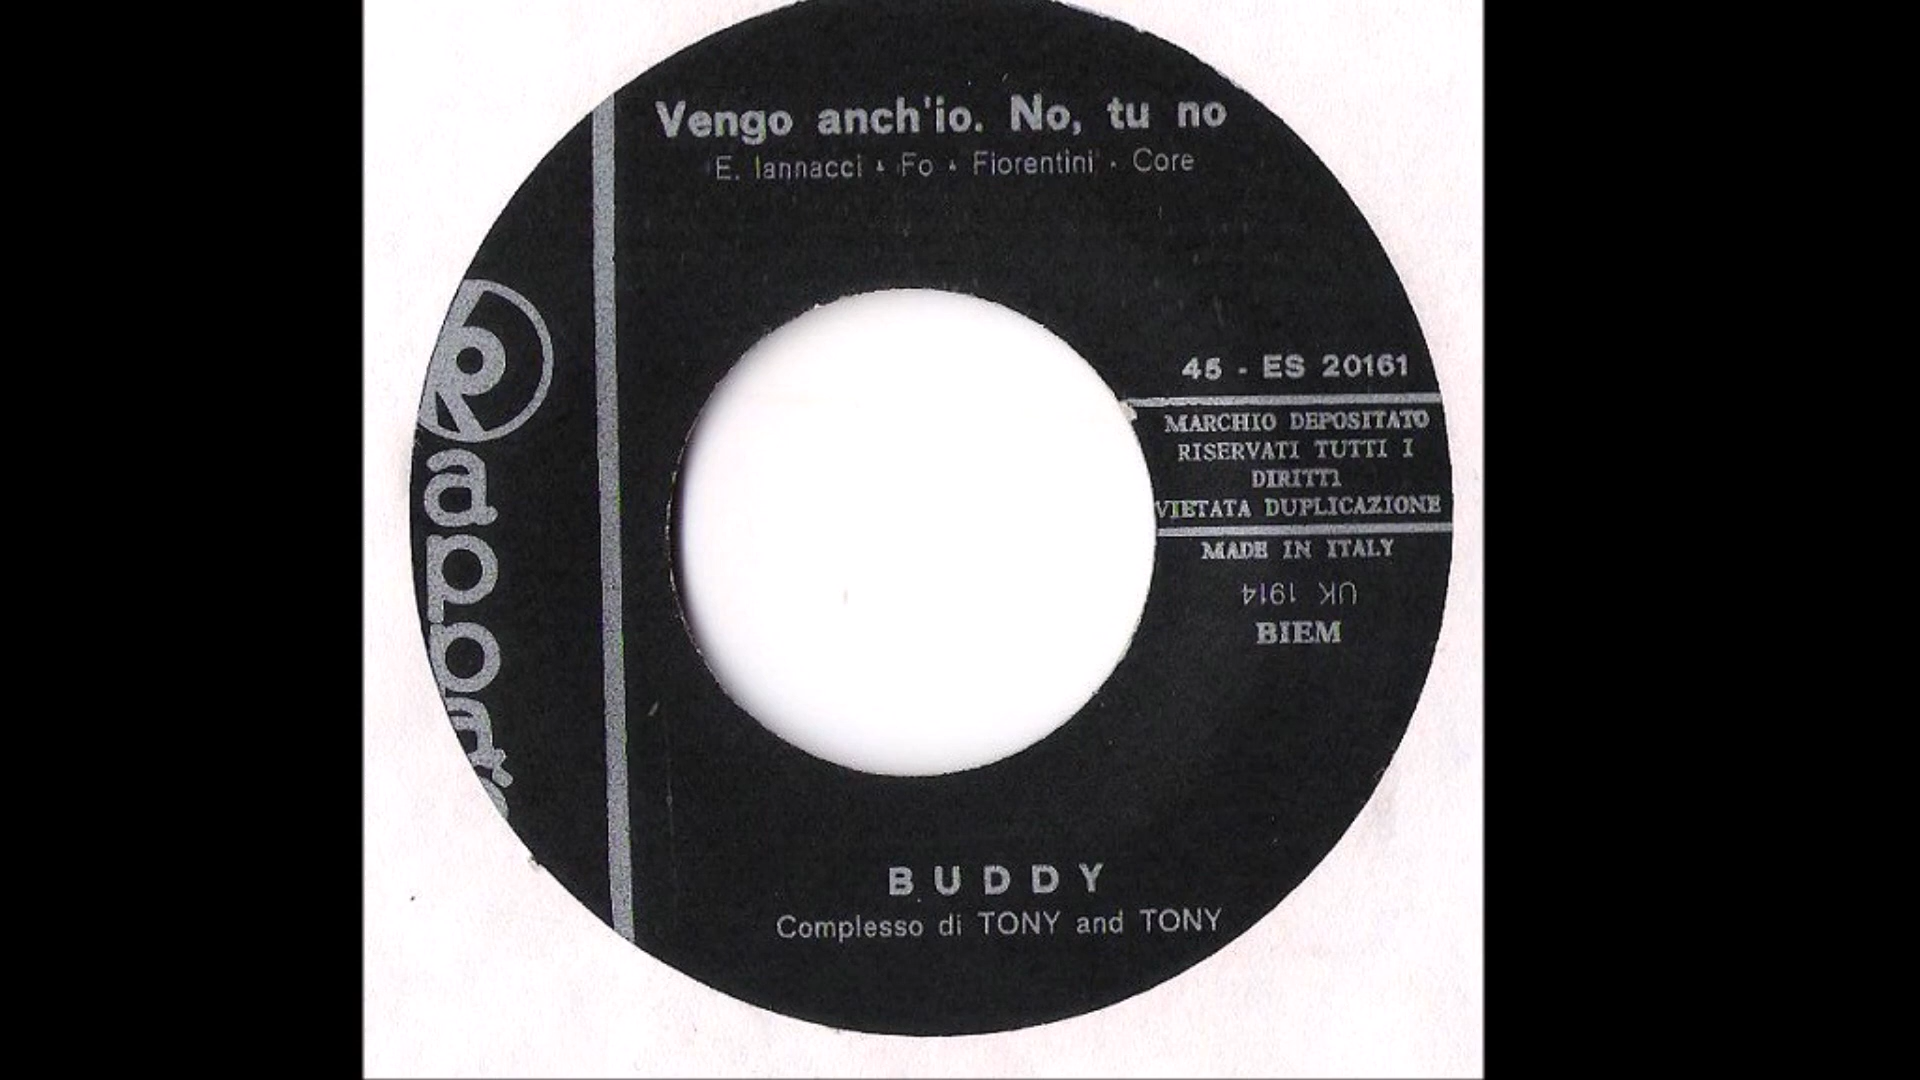 Vengo anch'io. No, tu no
E. Iannacci - Fo - Fiorentini - Core
45 - ES 20161
MARCHIO DEPOSITATO
RISERVATI TUTTI I
DIRITTI
VIETATA DUPLICAZIONE
MADE IN ITALY
UK 1914
BIEM
BUDDY
Complesso di TONY and TONY